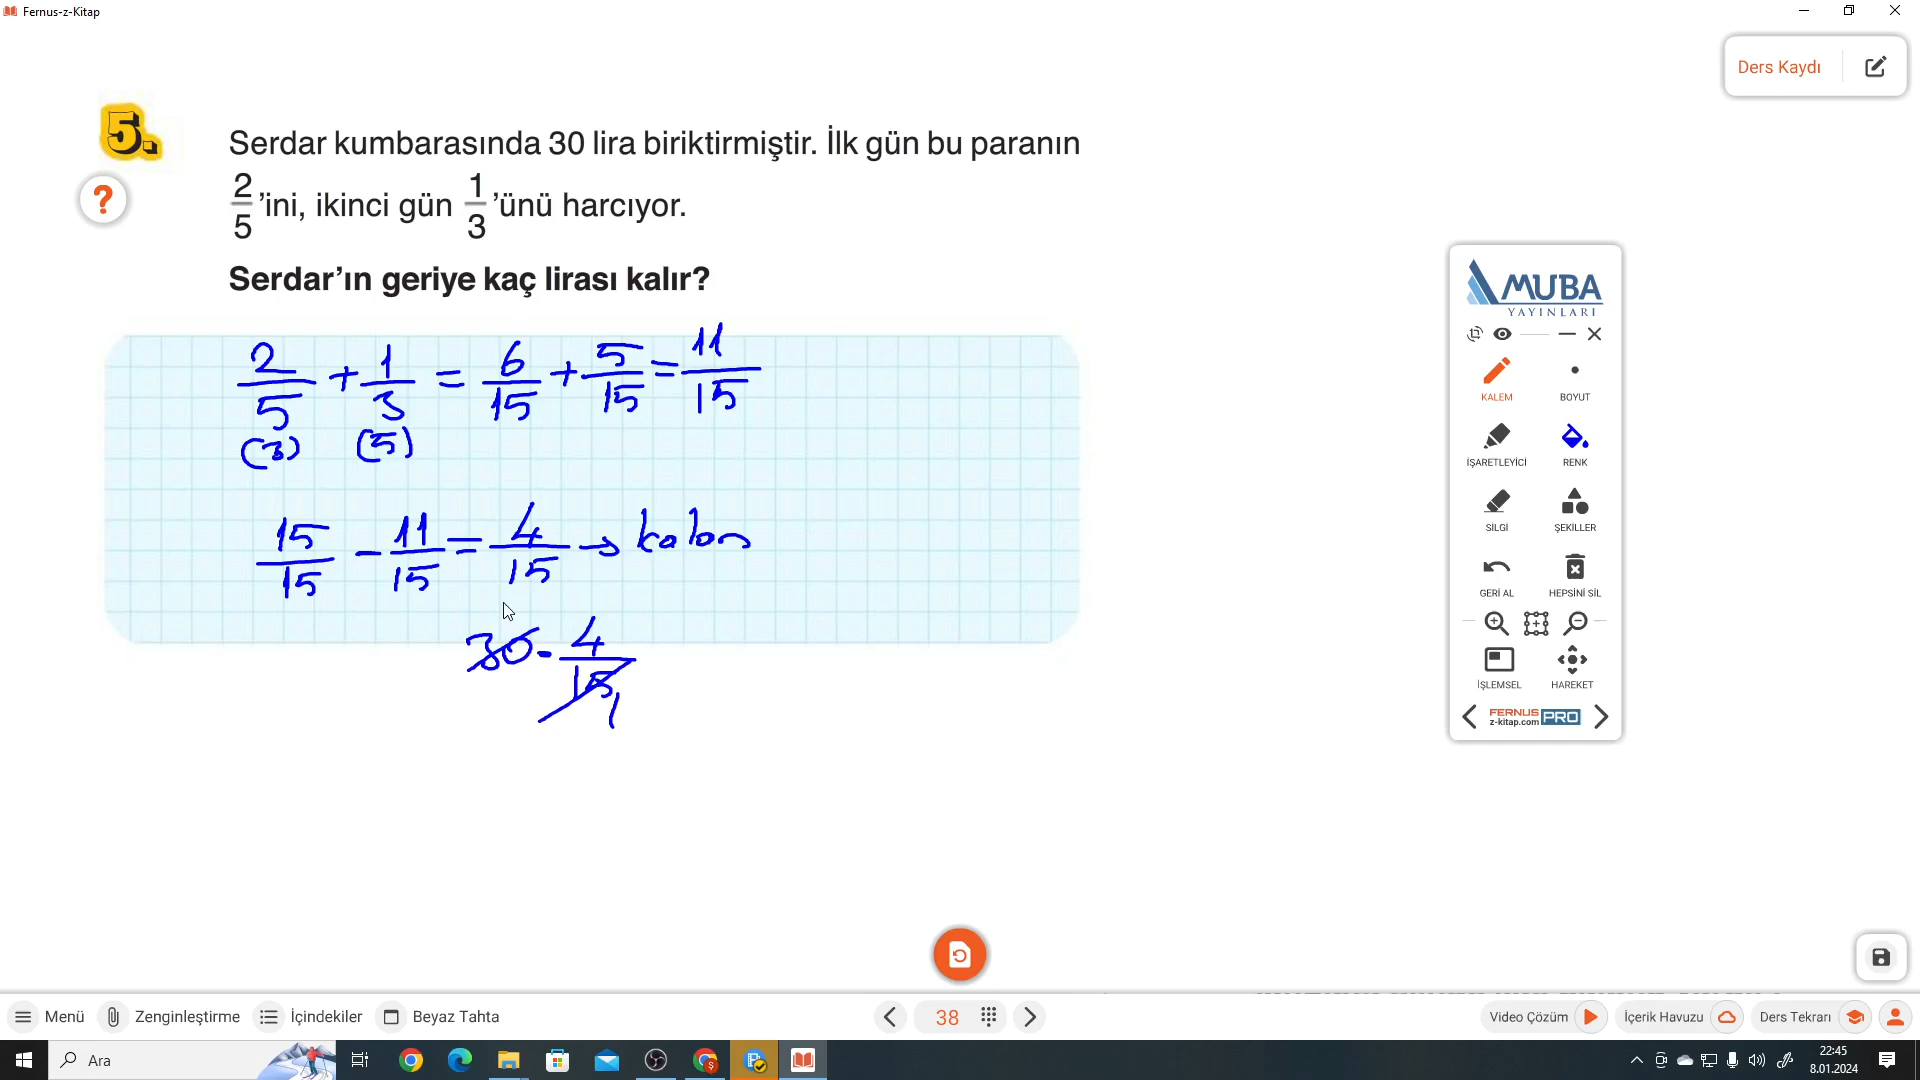 Fernus-z-Kitap
Ders Kaydı
5.
Serdar kumbarasında 30 lira biriktirmiştir. İlk gün bu paranın
2/5 'ini, ikinci gün 1/3 'ünü harcıyor.
Serdar'ın geriye kaç lirası kalır?
?
2/5 + 1/3 = 6/15 + 5/15 = 11/15
(3) (5)
15/15 - 11/15 = 4/15 → kalan
30 - 4/15
1
MUBA
YAYINLARI
KALEM
BOYUT
İŞARETLEYİCİ
RENK
SİLGİ
ŞEKİLLER
GERİ AL
HEPSİNİ SİL
İŞLEMSEL
HAREKET
FERNUS
z-kitap.com
PRO
Menü
Zenginleştirme
İçindekiler
Beyaz Tahta
38
Video Çözüm
İçerik Havuzu
Ders Tekrarı
Ara
22:45
8.01.2024